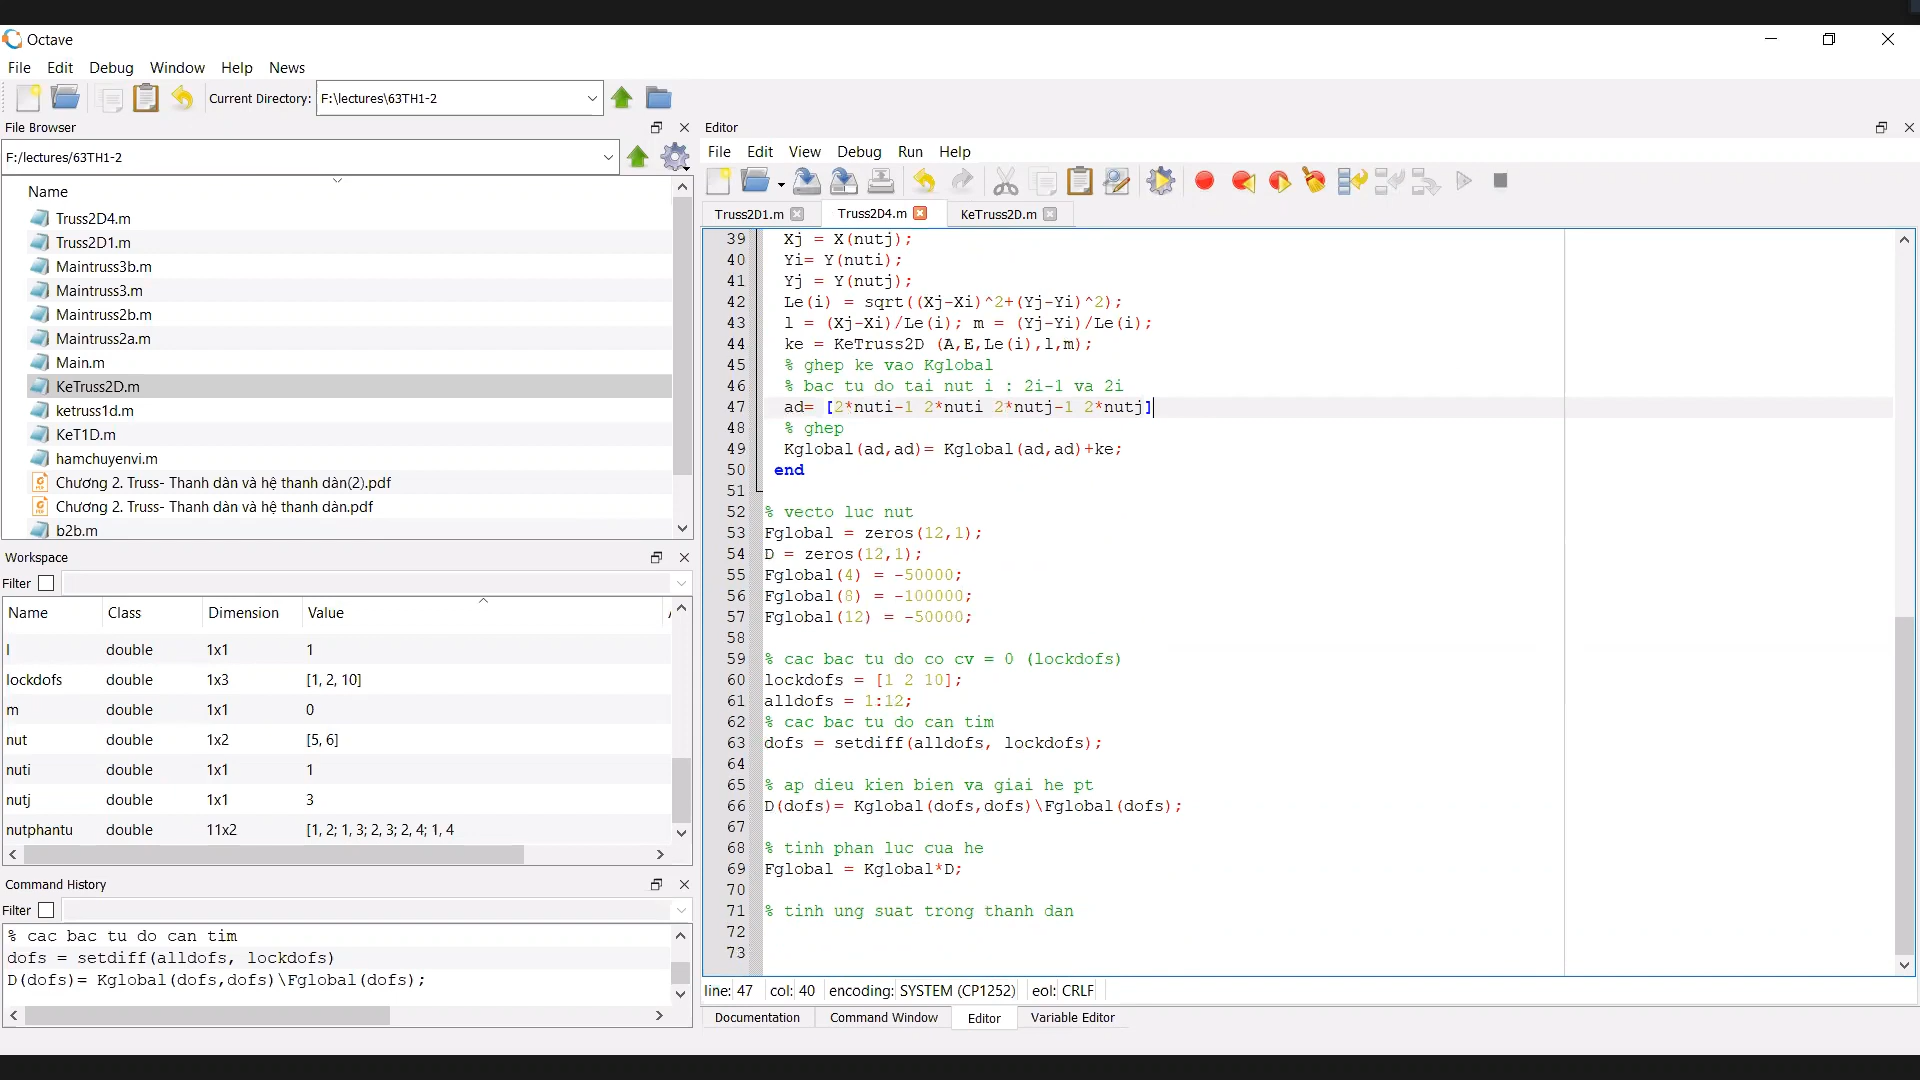 Octave
File Edit Debug Window Help News
Current Directory: F:\lectures\63TH1-2
File Browser
F:/lectures/63TH1-2
Name
Truss2D4.m
Truss2D1.m
Maintruss3b.m
Maintruss3.m
Maintruss2b.m
Maintruss2a.m
Main.m
KeTruss2D.m
ketruss1d.m
KeT1D.m
hamchuyenvi.m
Chương 2. Truss- Thanh dàn và hệ thanh dàn(2).pdf
Chương 2. Truss- Thanh dàn và hệ thanh dàn.pdf
b2b.m
Workspace
Filter
Name Class Dimension Value
l double 1x1 1
lockdofs double 1x3 [1, 2, 10]
m double 1x1 0
nut double 1x2 [5, 6]
nuti double 1x1 1
nutj double 1x1 3
nutphantu double 11x2 [1, 2; 1, 3; 2, 3; 2, 4; 1, 4
Command History
Filter
% cac bac tu do can tim
dofs = setdiff(alldofs, lockdofs)
D(dofs)= Kglobal(dofs,dofs)\Fglobal(dofs);
Editor
File Edit View Debug Run Help
Truss2D1.m Truss2D4.m KeTruss2D.m
39 Xj = X(nutj);
40 Yi= Y(nuti);
41 Yj = Y(nutj);
42 Le(i) = sqrt((Xj-Xi)^2+(Yj-Yi)^2);
43 l = (Xj-Xi)/Le(i); m = (Yj-Yi)/Le(i);
44 ke = KeTruss2D (A,E,Le(i),l,m);
45 % ghep ke vao Kglobal
46 % bac tu do tai nut i : 2i-1 va 2i
47 ad= [2*nuti-1 2*nuti 2*nutj-1 2*nutj]
48 % ghep
49 Kglobal(ad,ad)= Kglobal(ad,ad)+ke;
50 end
51
52 % vecto luc nut
53 Fglobal = zeros(12,1);
54 D = zeros(12,1);
55 Fglobal(4) = -50000;
56 Fglobal(8) = -100000;
57 Fglobal(12) = -50000;
58
59 % cac bac tu do co cv = 0 (lockdofs)
60 lockdofs = [1 2 10];
61 alldofs = 1:12;
62 % cac bac tu do can tim
63 dofs = setdiff(alldofs, lockdofs);
64
65 % ap dieu kien bien va giai he pt
66 D(dofs)= Kglobal(dofs,dofs)\Fglobal(dofs);
67
68 % tinh phan luc cua he
69 Fglobal = Kglobal*D;
70
71 % tinh ung suat trong thanh dan
72
73
line: 47 col: 40 encoding: SYSTEM (CP1252) eol: CRLF
Documentation Command Window Editor Variable Editor